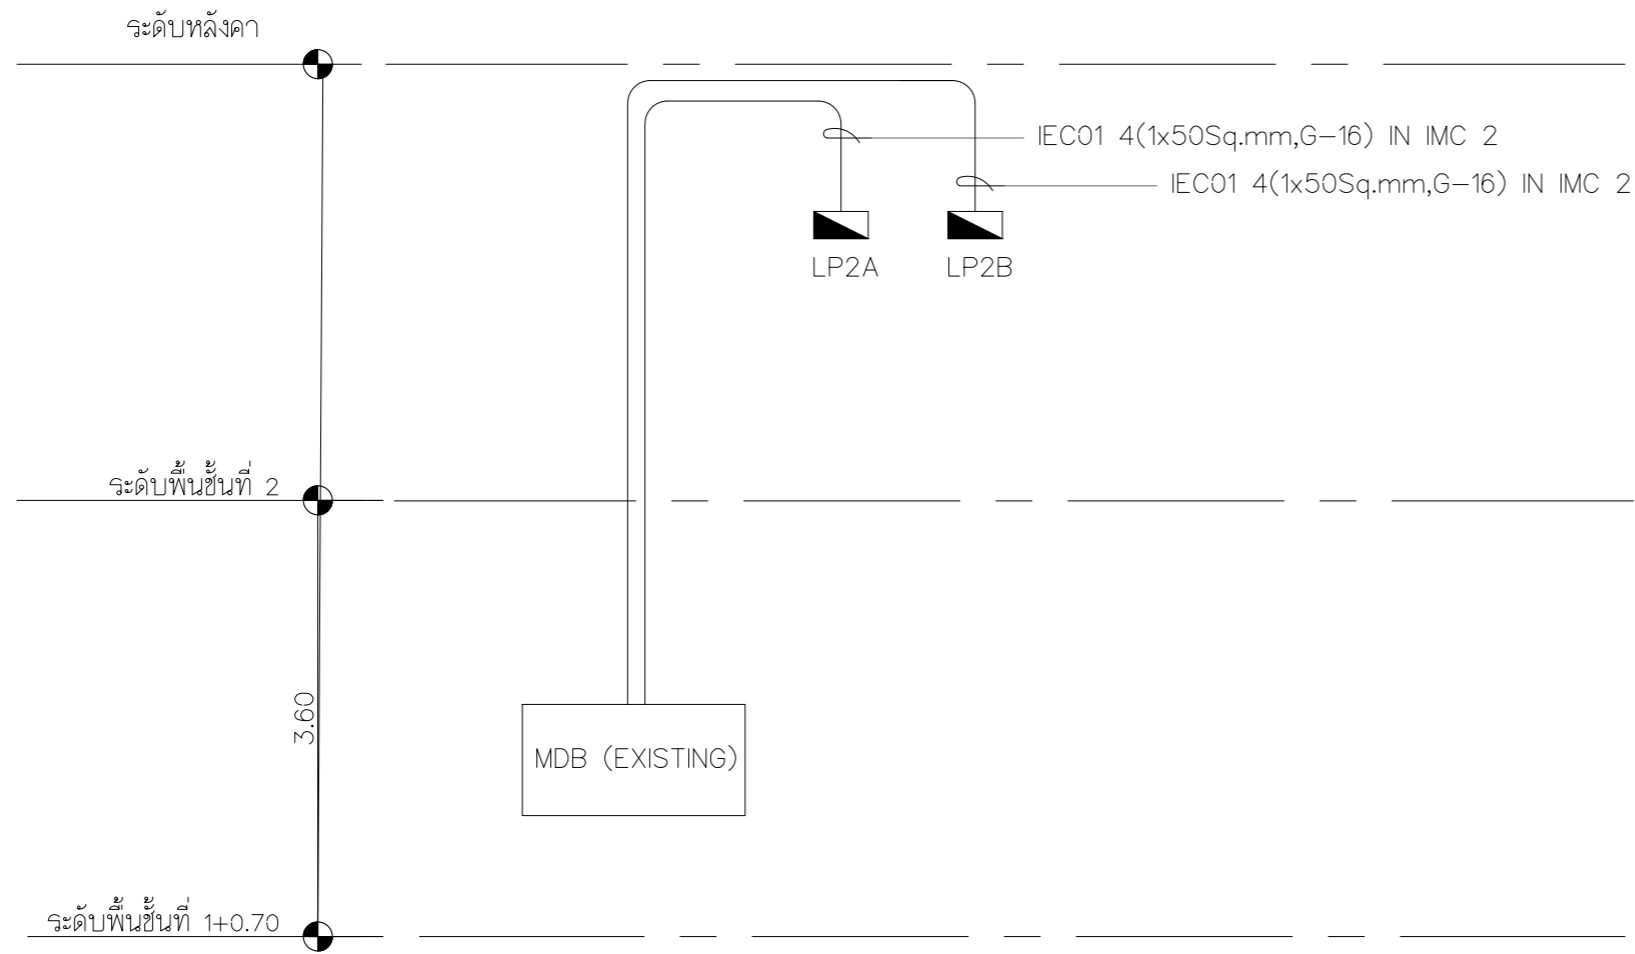 ระดับหลังคา
IEC01 4(1x50Sq.mm,G-16) IN IMC 2
IEC01 4(1x50Sq.mm,G-16) IN IMC 2
LP2A
LP2B
ระดับพื้นชั้นที่ 2
3.60
MDB (EXISTING)
ระดับพื้นชั้นที่ 1+0.70